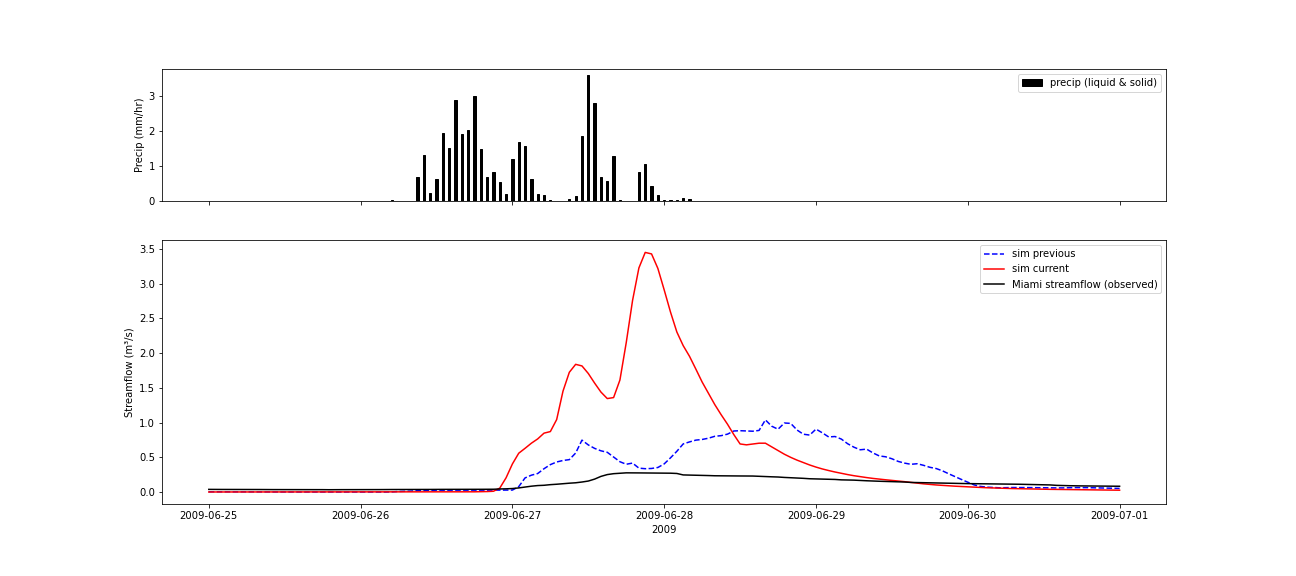 precip (liquid & solid)
Precip (mm/hr)
3
2
1
0
sim previous
sim current
Miami streamflow (observed)
Streamflow (m³/s)
3.5
3.0
2.5
2.0
1.5
1.0
0.5
0.0
2009-06-25 2009-06-26 2009-06-27 2009-06-28 2009-06-29 2009-06-30 2009-07-01
2009